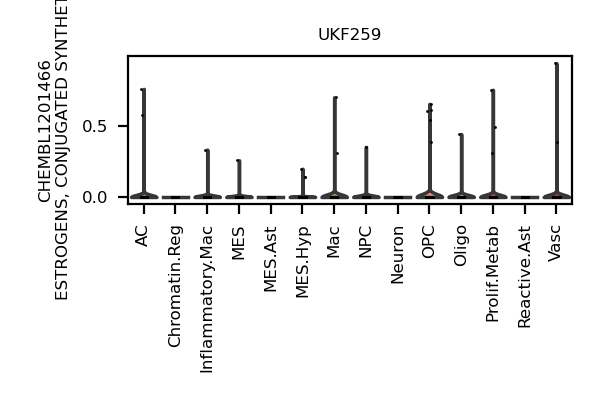 UKF259
CHEMBL1201466
ESTROGENS, CONJUGATED SYNTHET
0.5
0.0
AC
Chromatin.Reg
Inflammatory.Mac
MES
MES.Ast
MES.Hyp
Mac
NPC
Neuron
OPC
Oligo
Prolif.Metab
Reactive.Ast
Vasc